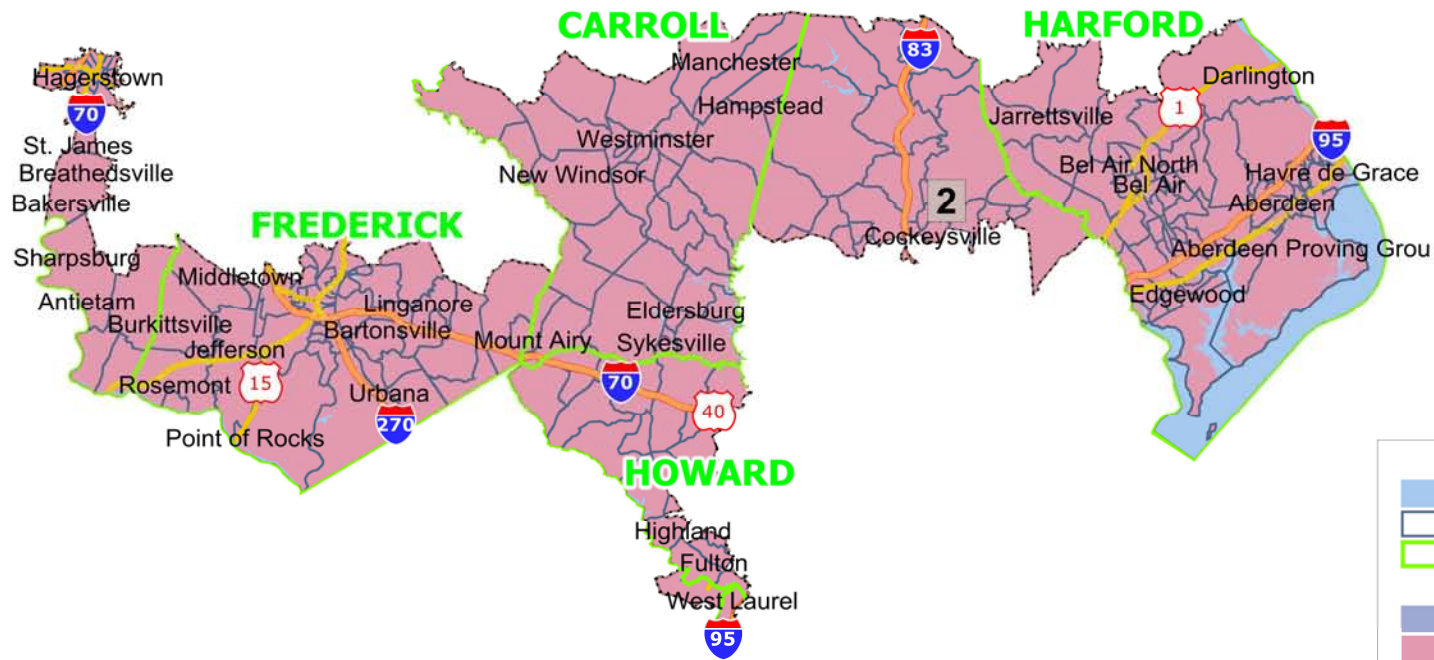 CARROLL
HARFORD
83
Manchester
Hagerstown
70
Darlington
1
Hampstead
Jarrettsville
95
Westminster
St. James
Breathedsville
New Windsor
Bel Air North
Bel Air
Havre de Grace
Bakersville
2
Aberdeen
FREDERICK
Cockeysville
Sharpsburg
Aberdeen Proving Grou
Middletown
Edgewood
Antietam
Linganore
Eldersburg
Burkittsville
Bartonsville
Mount Airy
Sykesville
Jefferson
Rosemont
15
70
Urbana
40
270
Point of Rocks
HOWARD
Highland
Fulton
West Laurel
95